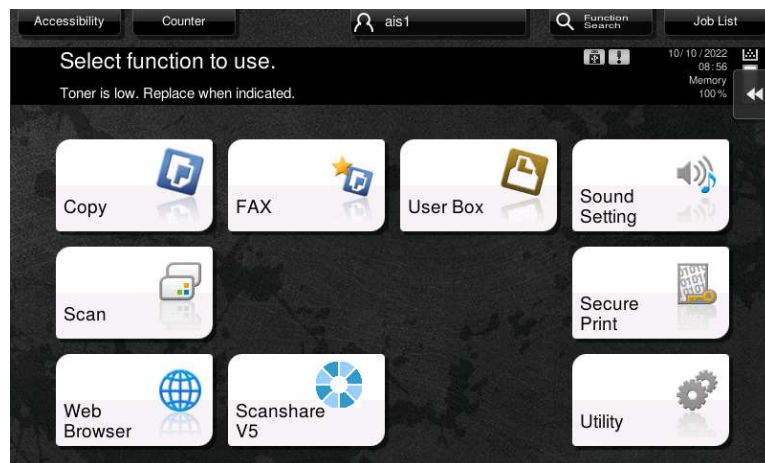 Accessibility
Counter
ais1
Function
Search
Job List
Select function to use.
Toner is low. Replace when indicated.
10/10/2022
08:56
Memory
100 %
Copy
FAX
User Box
Sound
Setting
Scan
Secure
Print
Web
Browser
Scanshare
V5
Utility